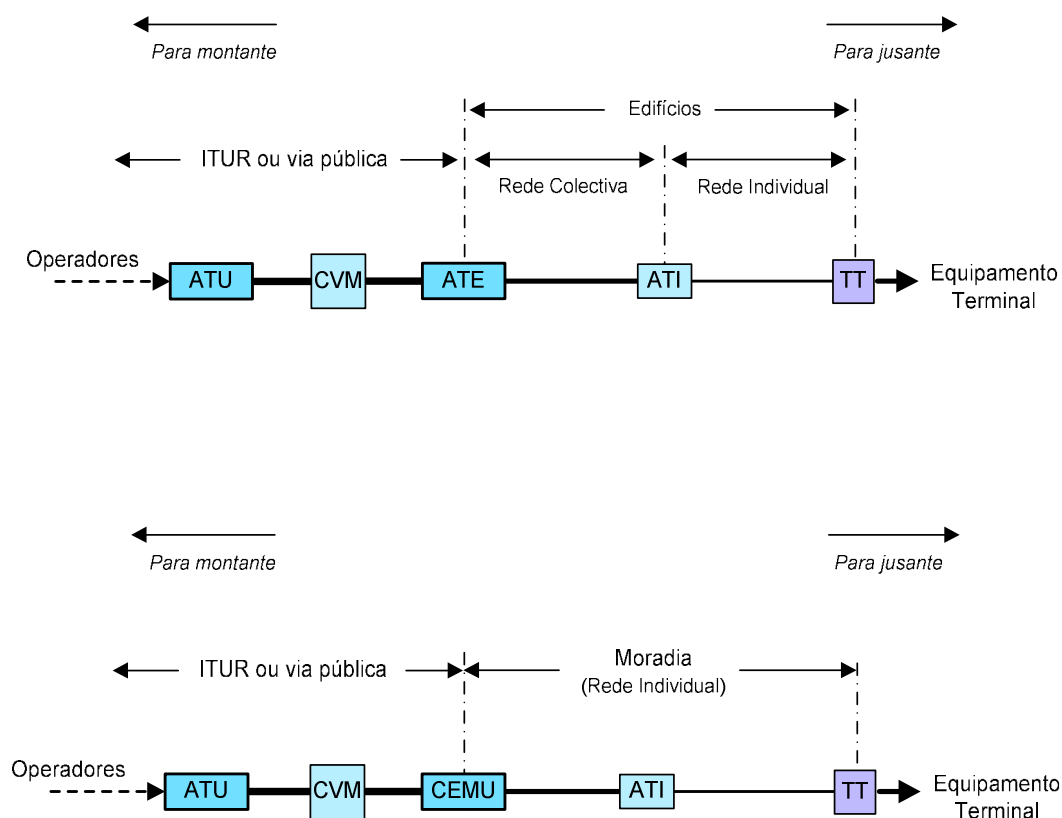 Para montante
Para jusante
Edifícios
ITUR ou via pública
Rede Colectiva
Rede Individual
Operadores
ATU
CVM
ATE
ATI
TT
Equipamento
Terminal
Para montante
Para jusante
ITUR ou via pública
Moradia
(Rede Individual)
Operadores
ATU
CVM
CEMU
ATI
TT
Equipamento
Terminal